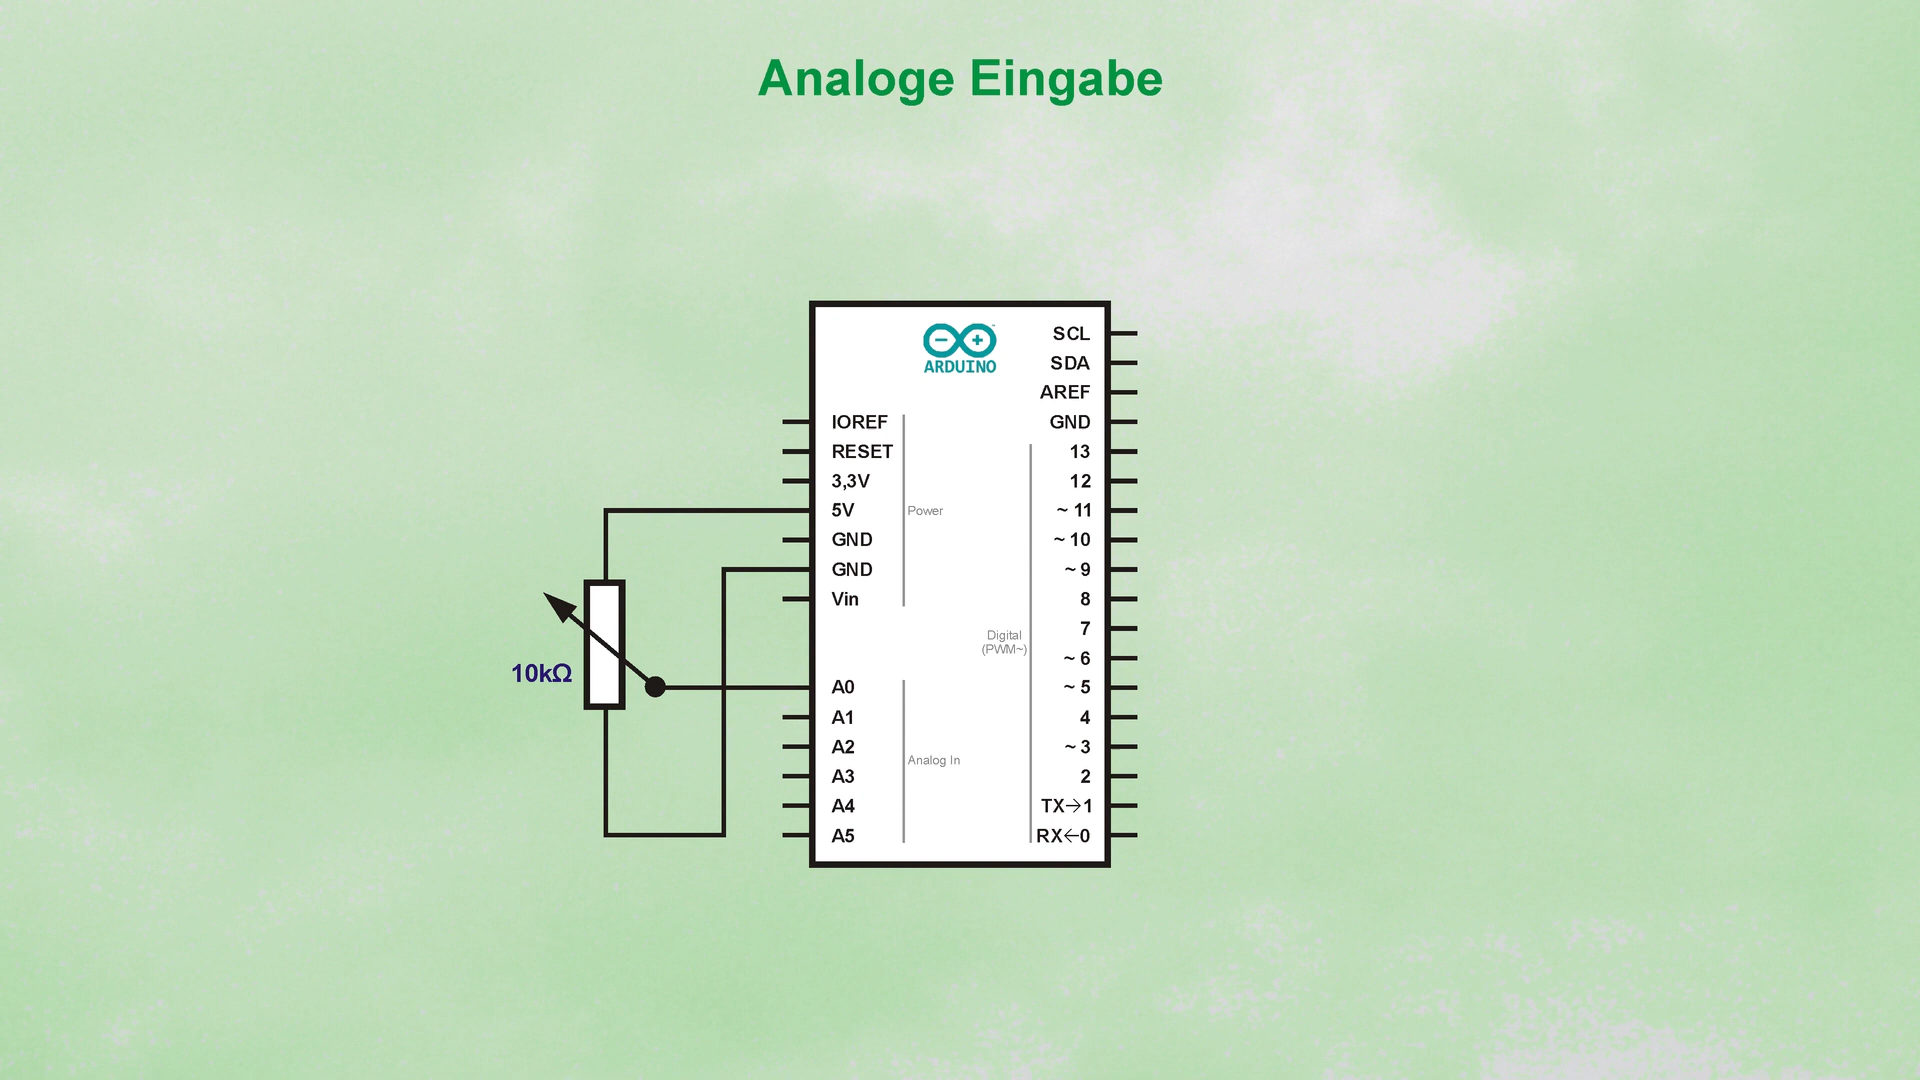 Analoge Eingabe
ARDUINO
SCL
SDA
AREF
IOREF
GND
RESET
13
3,3V
12
5V
Power
~ 11
GND
~ 10
GND
~ 9
Vin
8
7
Digital
(PWM~)
~ 6
10kΩ
A0
~ 5
A1
4
A2
~ 3
Analog In
A3
2
A4
TX→1
A5
RX←0